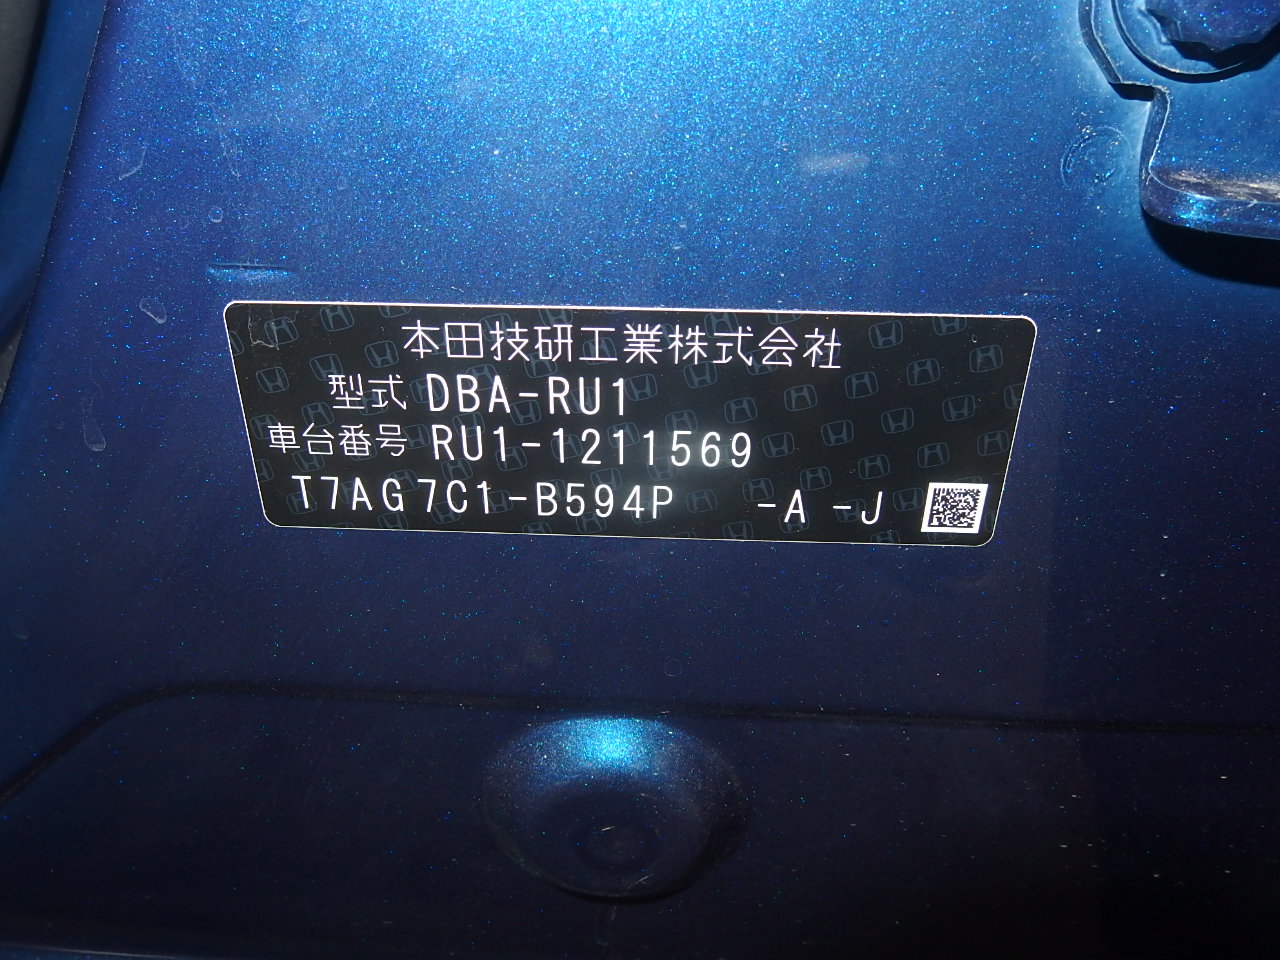 本田技研工業株式会社
型式 DBA-RU1
車台番号 RU1-1211569
T7AG7C1-B594P -A -J